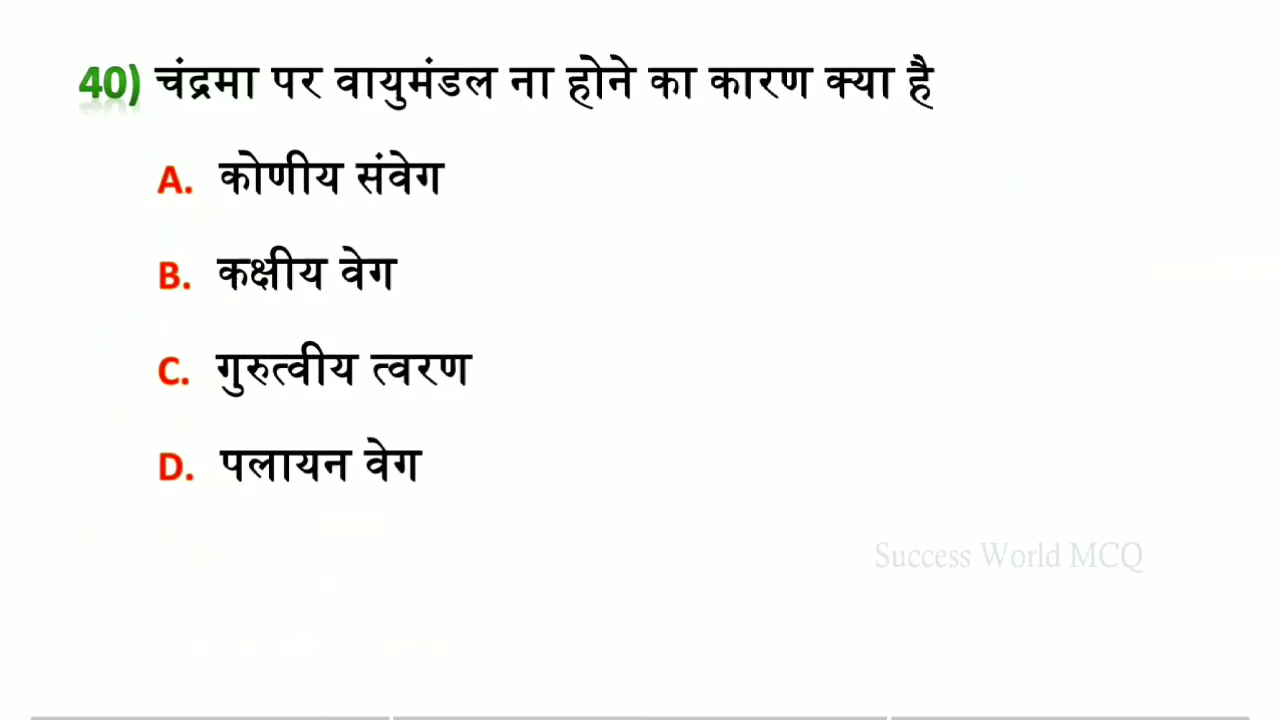 40) चंद्रमा पर वायुमंडल ना होने का कारण क्या है
A. कोणीय संवेग
B. कक्षीय वेग
C. गुरुत्वीय त्वरण
D. पलायन वेग
Success World MCQ